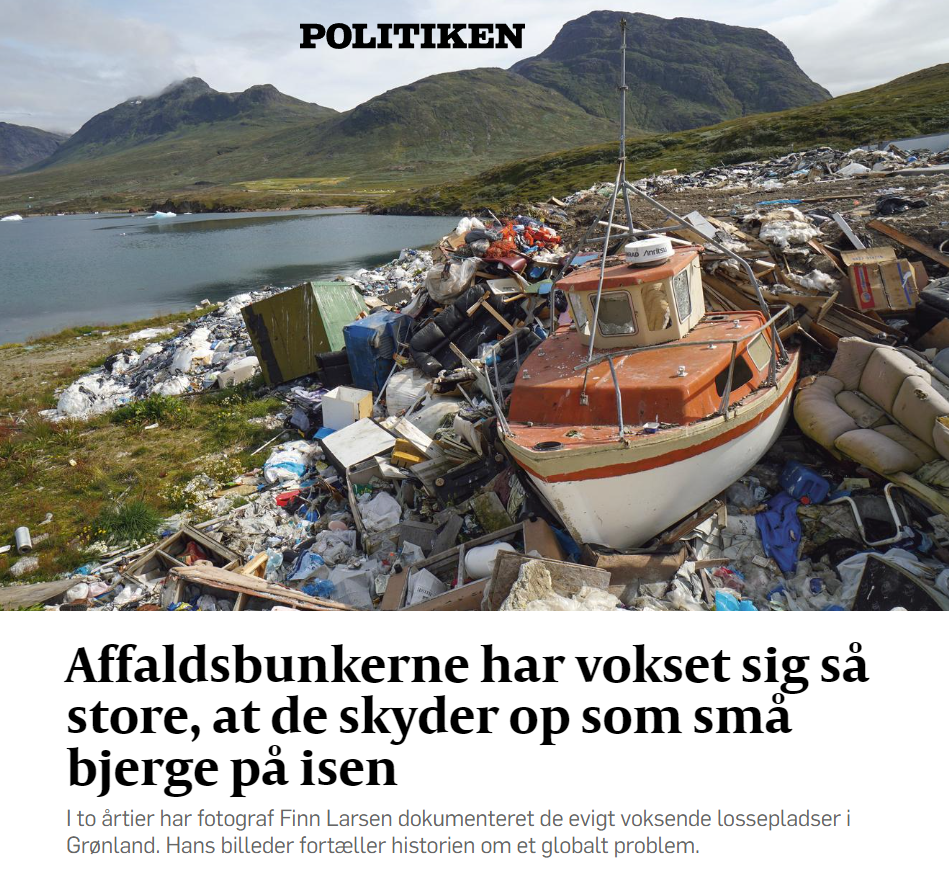 POLITIKEN
Anritsu
Affaldsbunkerne har vokset sig så
store, at de skyder op som små
bjerge på isen
I to årtier har fotograf Finn Larsen dokumenteret de evigt voksende lossepladser i
Grønland. Hans billeder fortæller historien om et globalt problem.